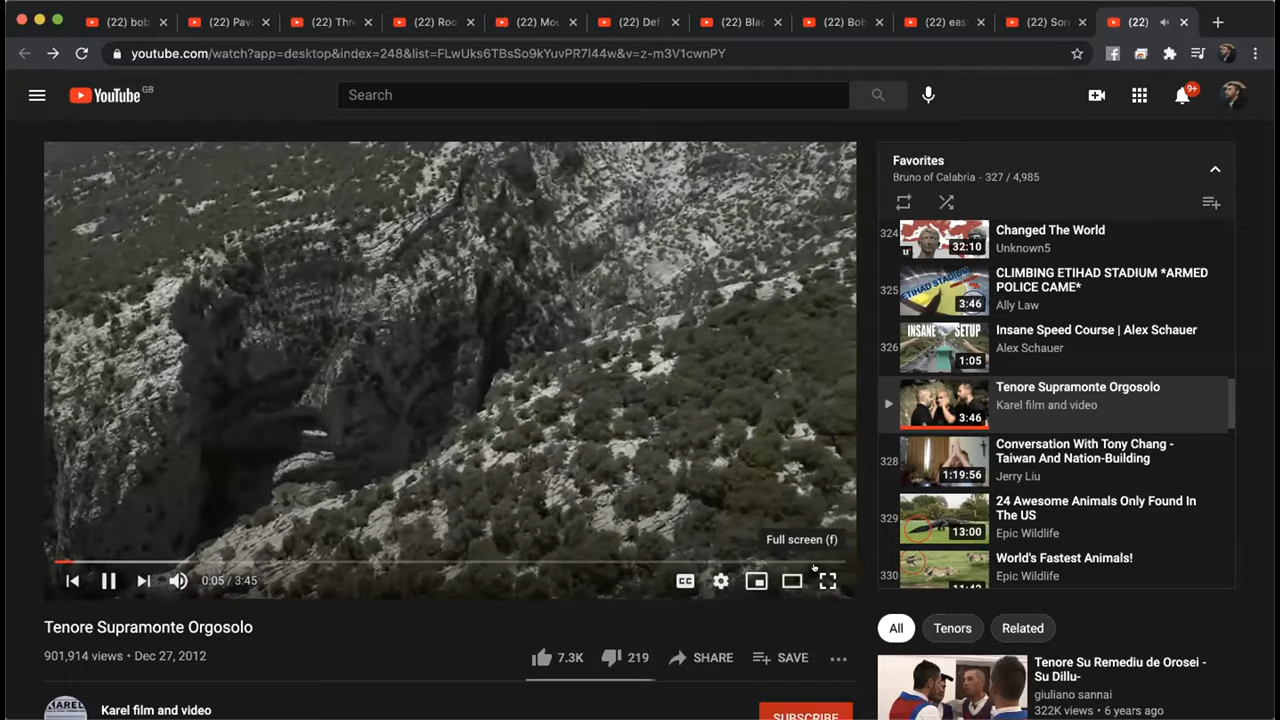 (22) bob
(22) Pav
(22) Thr
(22) Roc
(22) Mo
(22) Def
(22) Bla
(22) Bob
(22) eas
(22) Son
(22)
youtube.com/watch?app=desktop&index=248&list=FLwUks6TBsSo9kYuvPR7l44w&v=z-m3V1cwnPY
YouTube GB
Search
9+
Favorites
Bruno of Calabria - 327 / 4,985
324
32:10
Changed The World
Unknown5
325
ETIHAD STADIUM
3:46
CLIMBING ETIHAD STADIUM *ARMED
POLICE CAME*
Ally Law
326
INSANE SETUP
1:05
Insane Speed Course | Alex Schauer
Alex Schauer
3:46
Tenore Supramonte Orgosolo
Karel film and video
328
1:19:56
Conversation With Tony Chang -
Taiwan And Nation-Building
Jerry Liu
329
13:00
24 Awesome Animals Only Found In
The US
Epic Wildlife
330
World's Fastest Animals!
Epic Wildlife
Full screen (f)
0:05 / 3:45
CC
Tenore Supramonte Orgosolo
901,914 views • Dec 27, 2012
7.3K
219
SHARE
SAVE
KAREL
Karel film and video
SUBSCRIBE
All
Tenors
Related
Tenore Su Remediu de Orosei -
Su Dillu-
giuliano sannai
322K views • 6 years ago